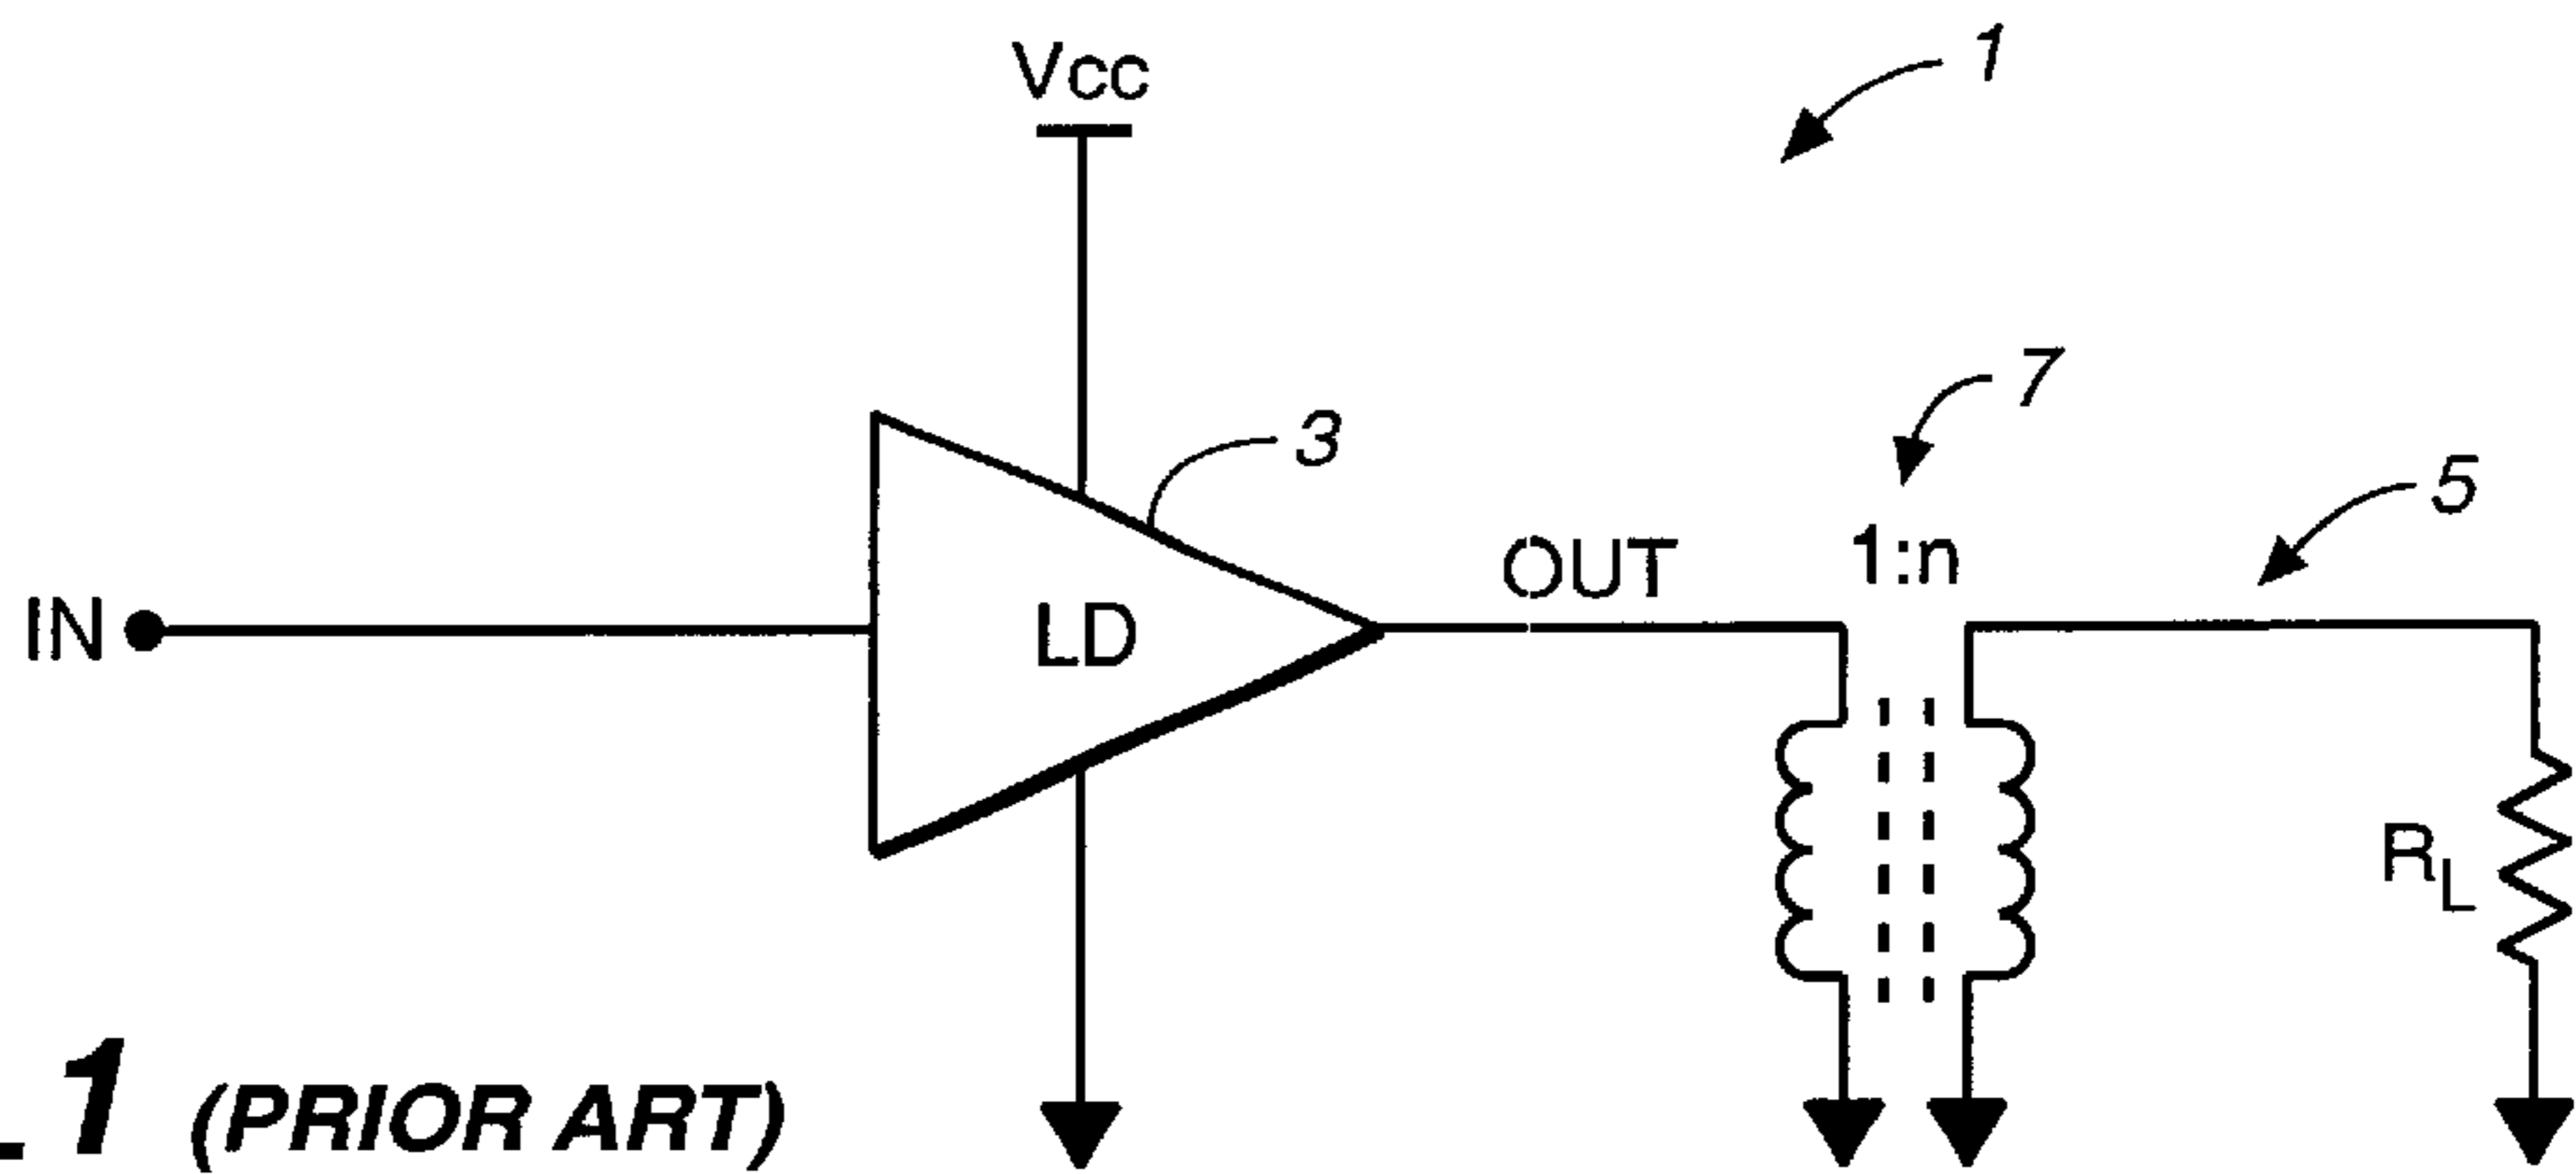 Vcc
1
7
3
5
OUT
1:n
IN
LD
RL
.1 (PRIOR ART)